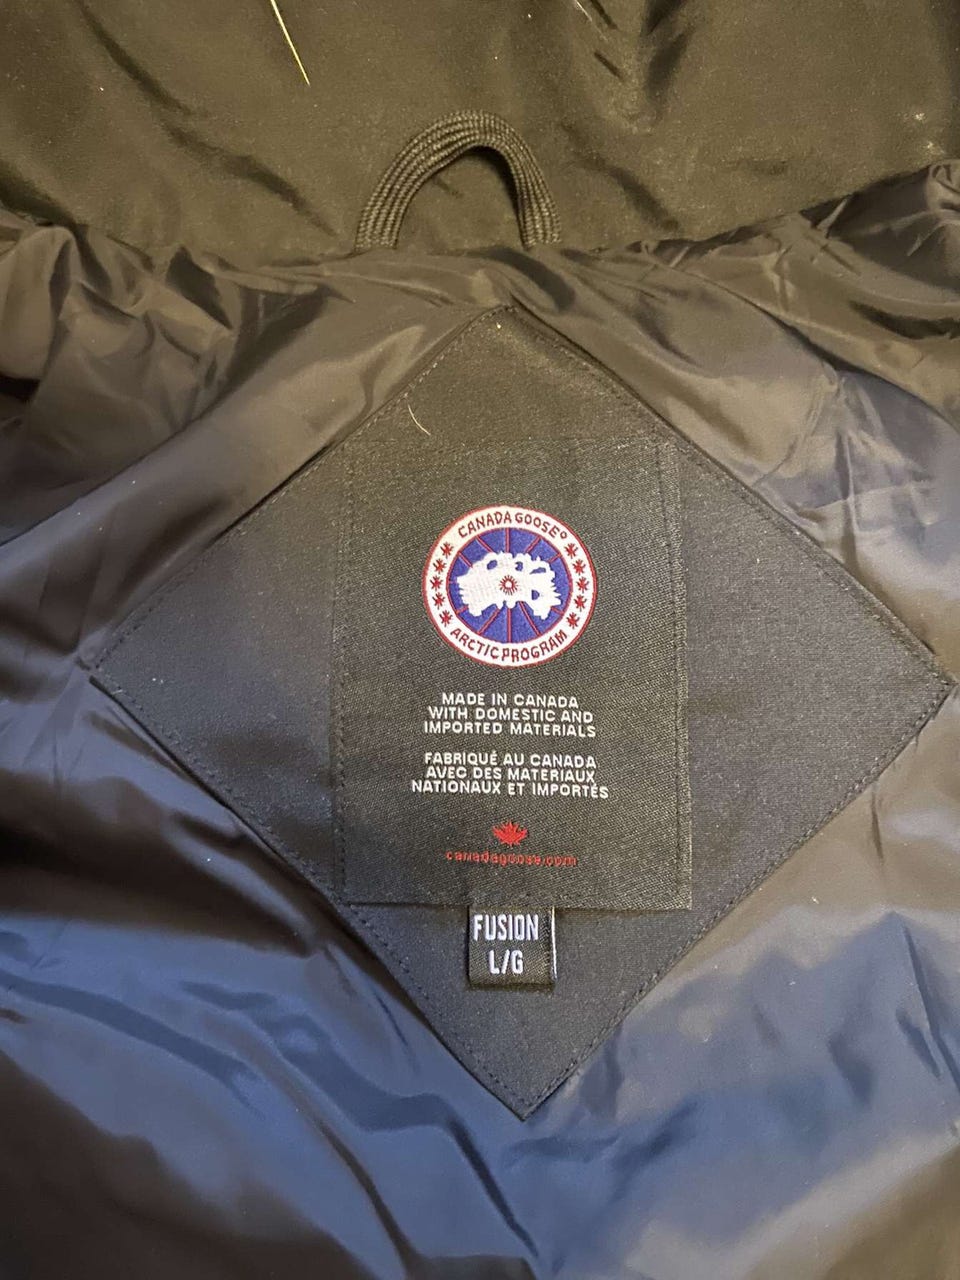 CANADA GOOSE®
ARCTIC PROGRAM
MADE IN CANADA
WITH DOMESTIC AND
IMPORTED MATERIALS
FABRIQUÉ AU CANADA
AVEC DES MATERIAUX
NATIONAUX ET IMPORTÉS
canadagoose.com
FUSION
L/G